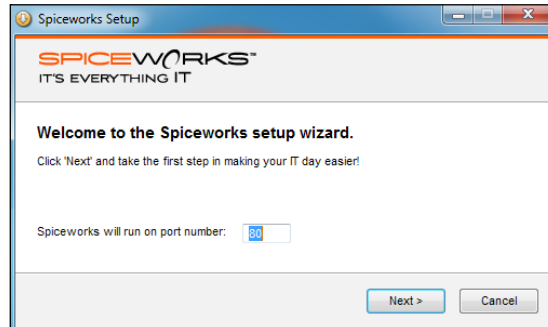 Spiceworks Setup
SPICEWORKS™
IT'S EVERYTHING IT
Welcome to the Spiceworks setup wizard.
Click 'Next' and take the first step in making your IT day easier!
Spiceworks will run on port number: 80
Next > Cancel